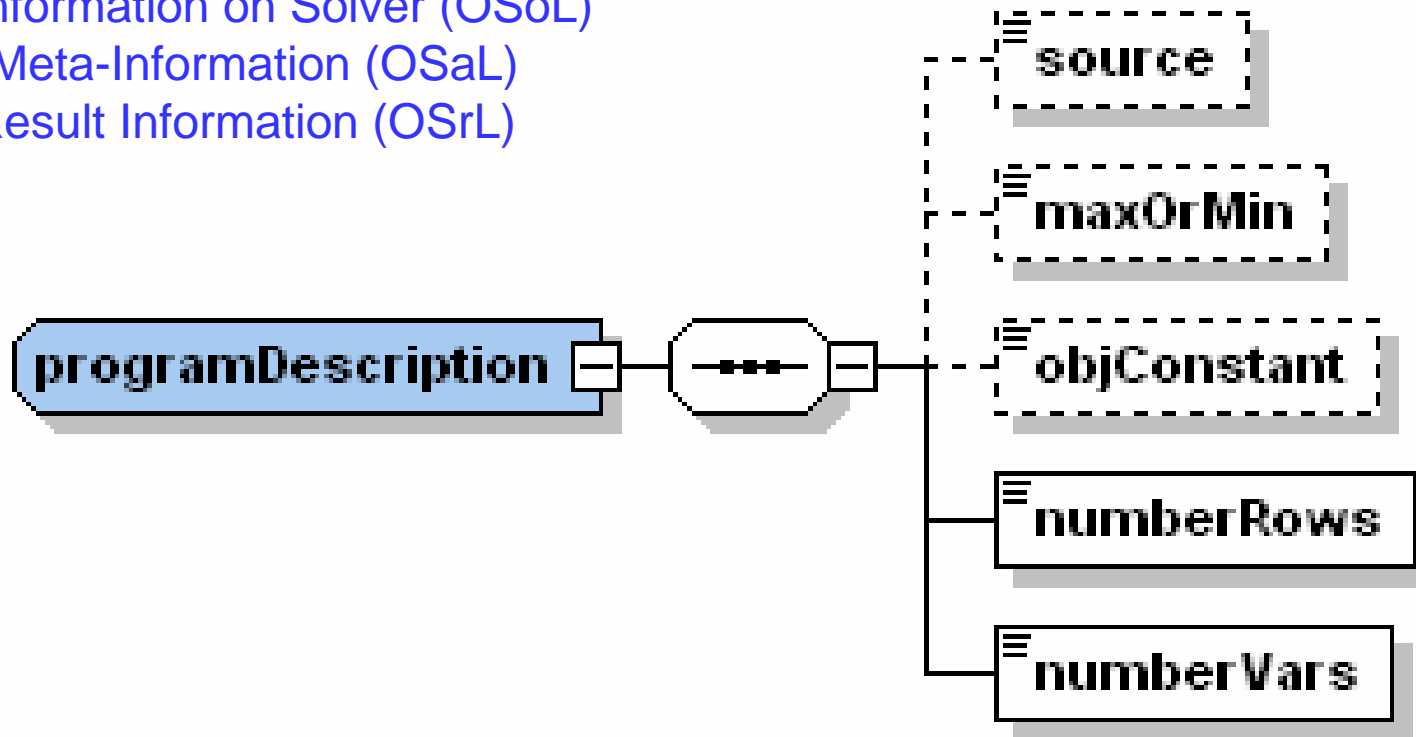 nformation on Solver (OSoL)
Meta-Information (OSaL)
esult Information (OSrL)
source
maxOrMin
programDescription
objConstant
numberRows
numberVars